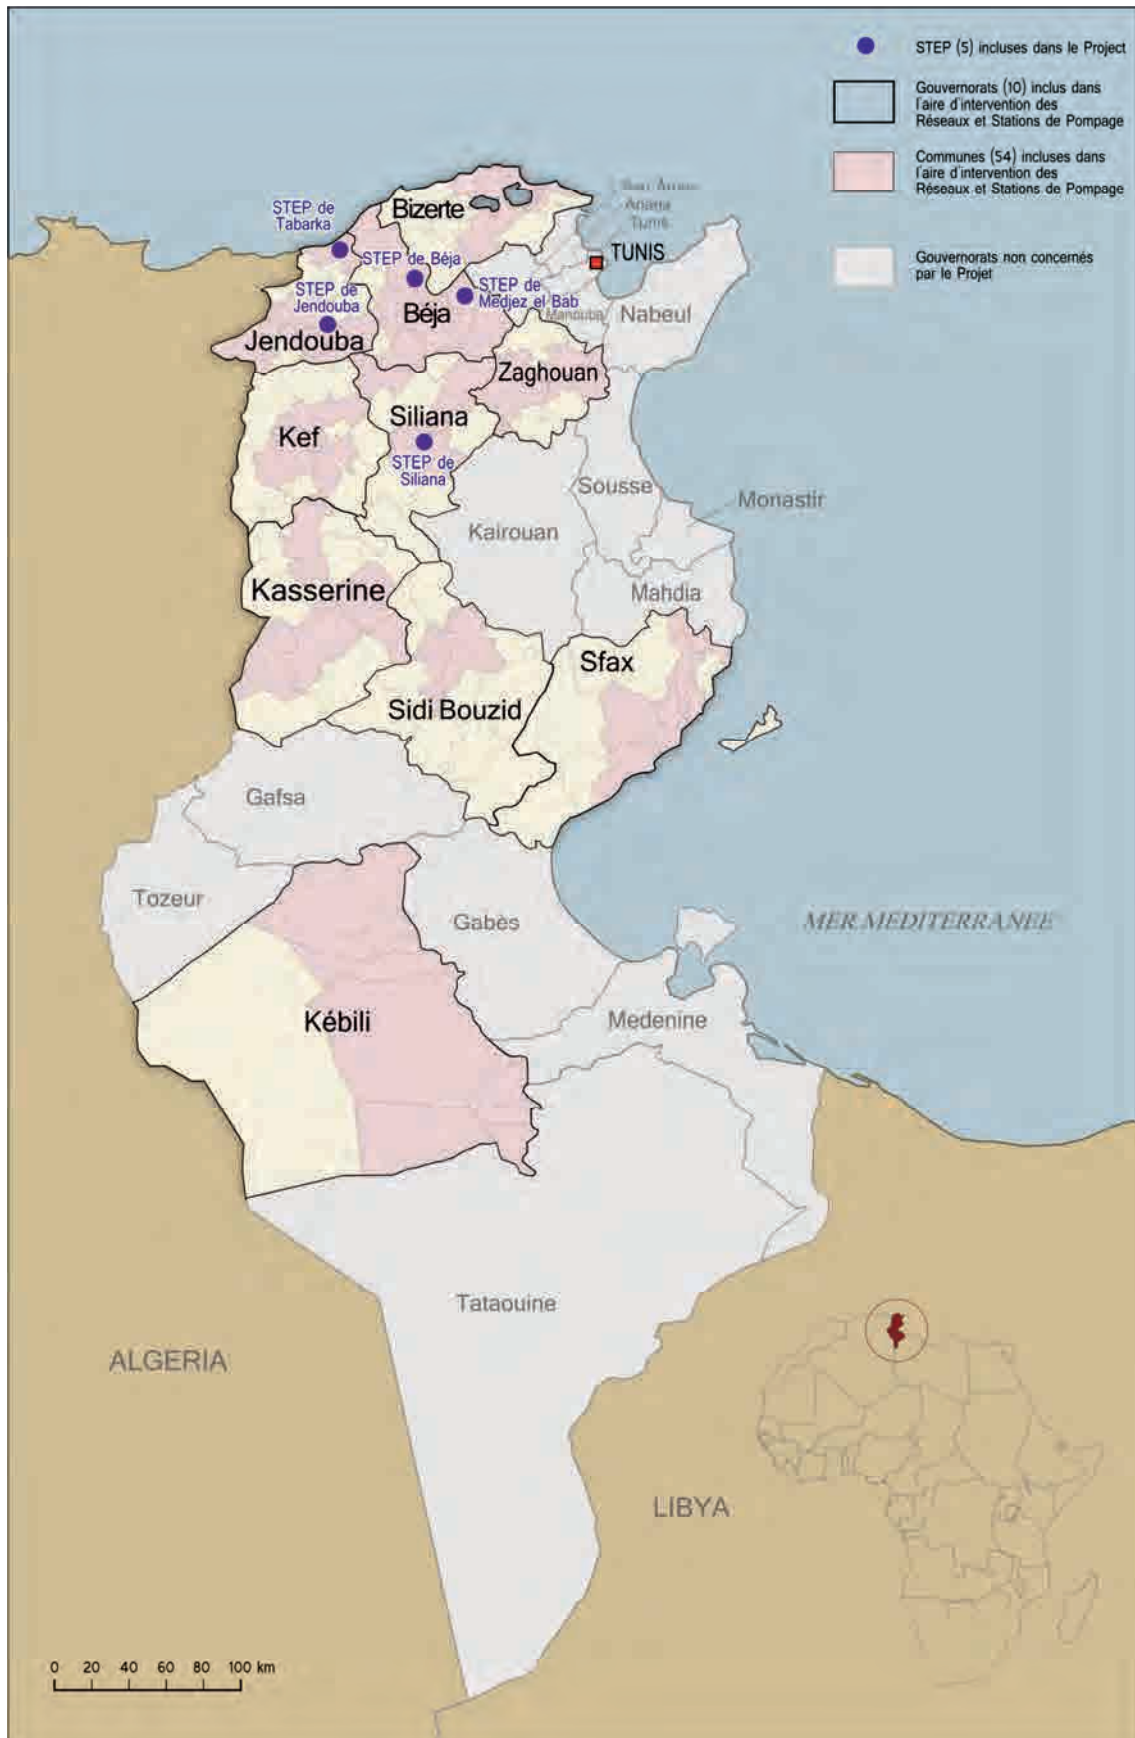 STEP (5) incluses dans le Project
Gouvernorats (10) inclus dans
l'aire d'intervention des
Réseaux et Stations de Pompage
Communes (54) incluses dans
l'aire d'intervention des
Réseaux et Stations de Pompage
Gouvernorats non concernés
par le Projet
Ariana
Tunis
TUNIS
Bizerte
STEP de
Tabarka
STEP de Béja
STEP de
Medjez el Bab
STEP de
Jendouba
Béja
Manouba
Nabeul
Jendouba
Zaghouan
Siliana
Kef
STEP de
Siliana
Sousse
Monastir
Kairouan
Kasserine
Mahdia
Sfax
Sidi Bouzid
Gafsa
Tozeur
Gabès
MER MEDITERRANEE
Kébili
Medenine
Tataouine
ALGERIA
LIBYA
0 20 40 60 80 100 km